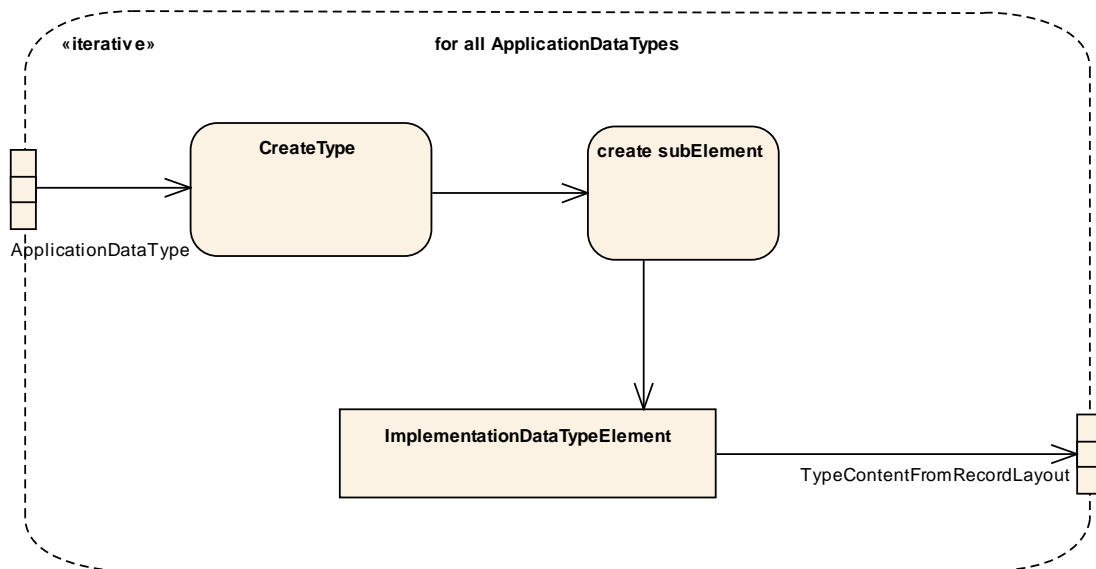 «iterative»
for all ApplicationDataTypes
CreateType
create subElement
ApplicationDataType
ImplementationDataTypeElement
TypeContentFromRecordLayout